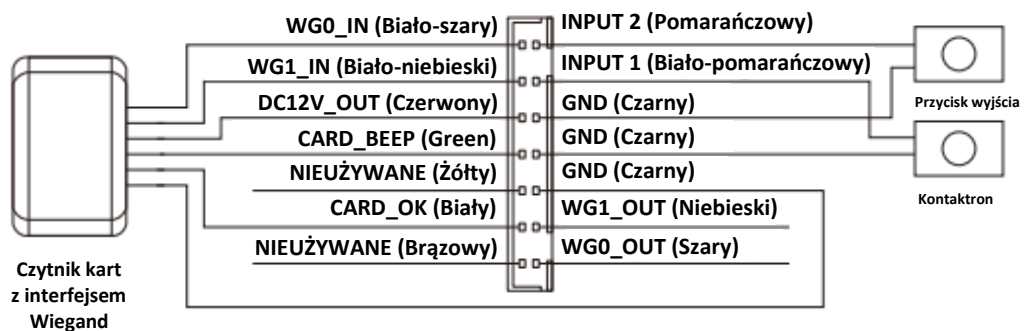 WG0_IN (Biało-szary)
INPUT 2 (Pomarańczowy)
WG1_IN (Biało-niebieski)
INPUT 1 (Biało-pomarańczowy)
DC12V_OUT (Czerwony)
GND (Czarny)
Przycisk wyjścia
CARD_BEEP (Green)
GND (Czarny)
NIEUŻYWANE (Żółty)
GND (Czarny)
Kontaktron
CARD_OK (Biały)
WG1_OUT (Niebieski)
NIEUŻYWANE (Brązowy)
WG0_OUT (Szary)
Czytnik kart
z interfejsem
Wiegand